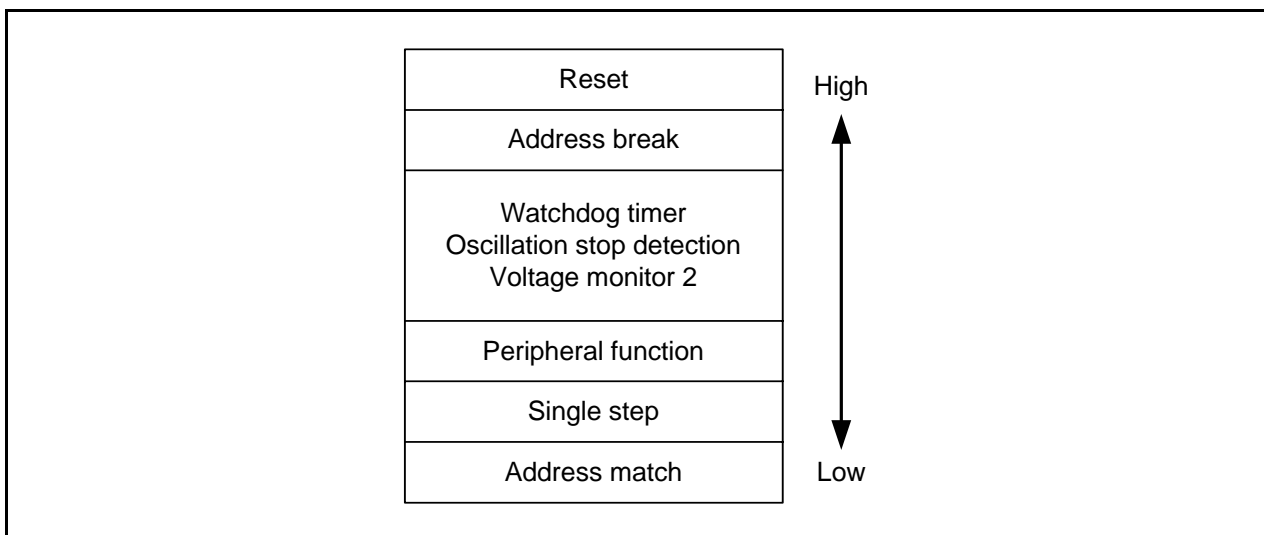 Reset
High
Address break
Watchdog timer
Oscillation stop detection
Voltage monitor 2
Peripheral function
Single step
Address match
Low